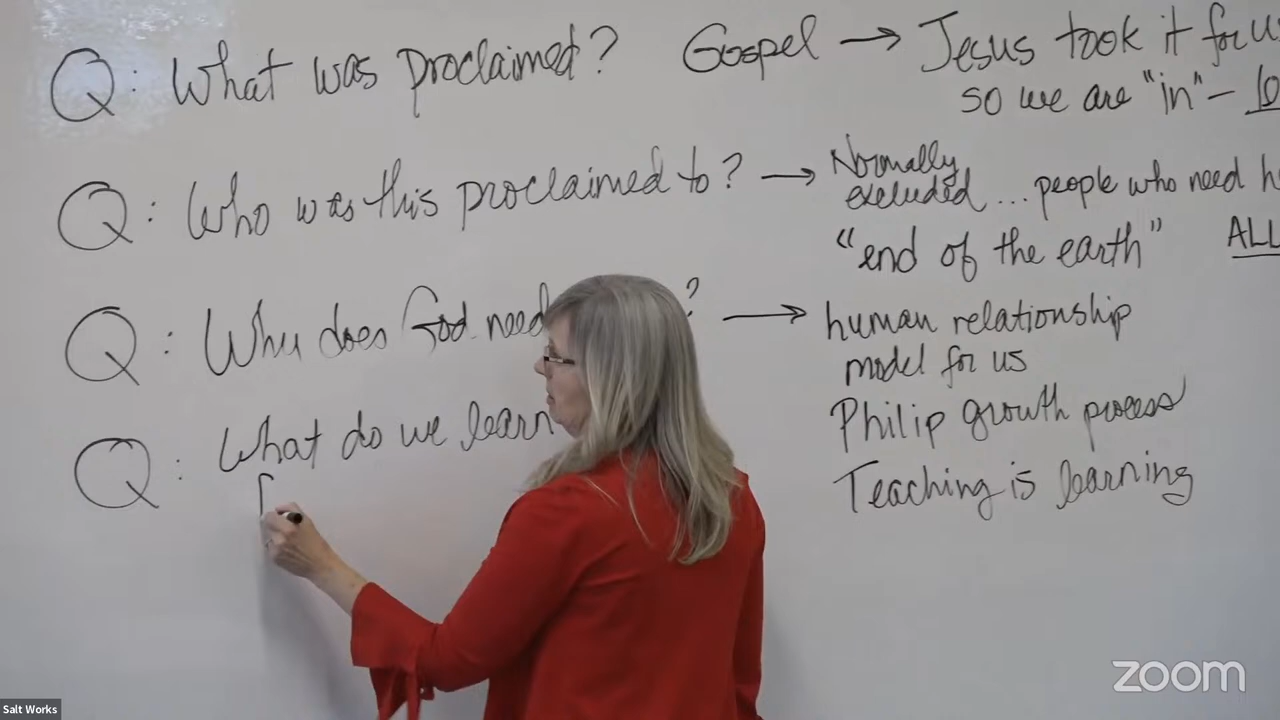 Q: What was proclaimed? Gospel → Jesus took it for u
so we are "in" –
Q: Who was this proclaimed to? → Normally
excluded ... people who need h
"end of the earth" ALL
Q: Why does God need ? → human relationship
model for us
Q: What do we learn
Philip growth process
Teaching is learning
zoom
Salt Works